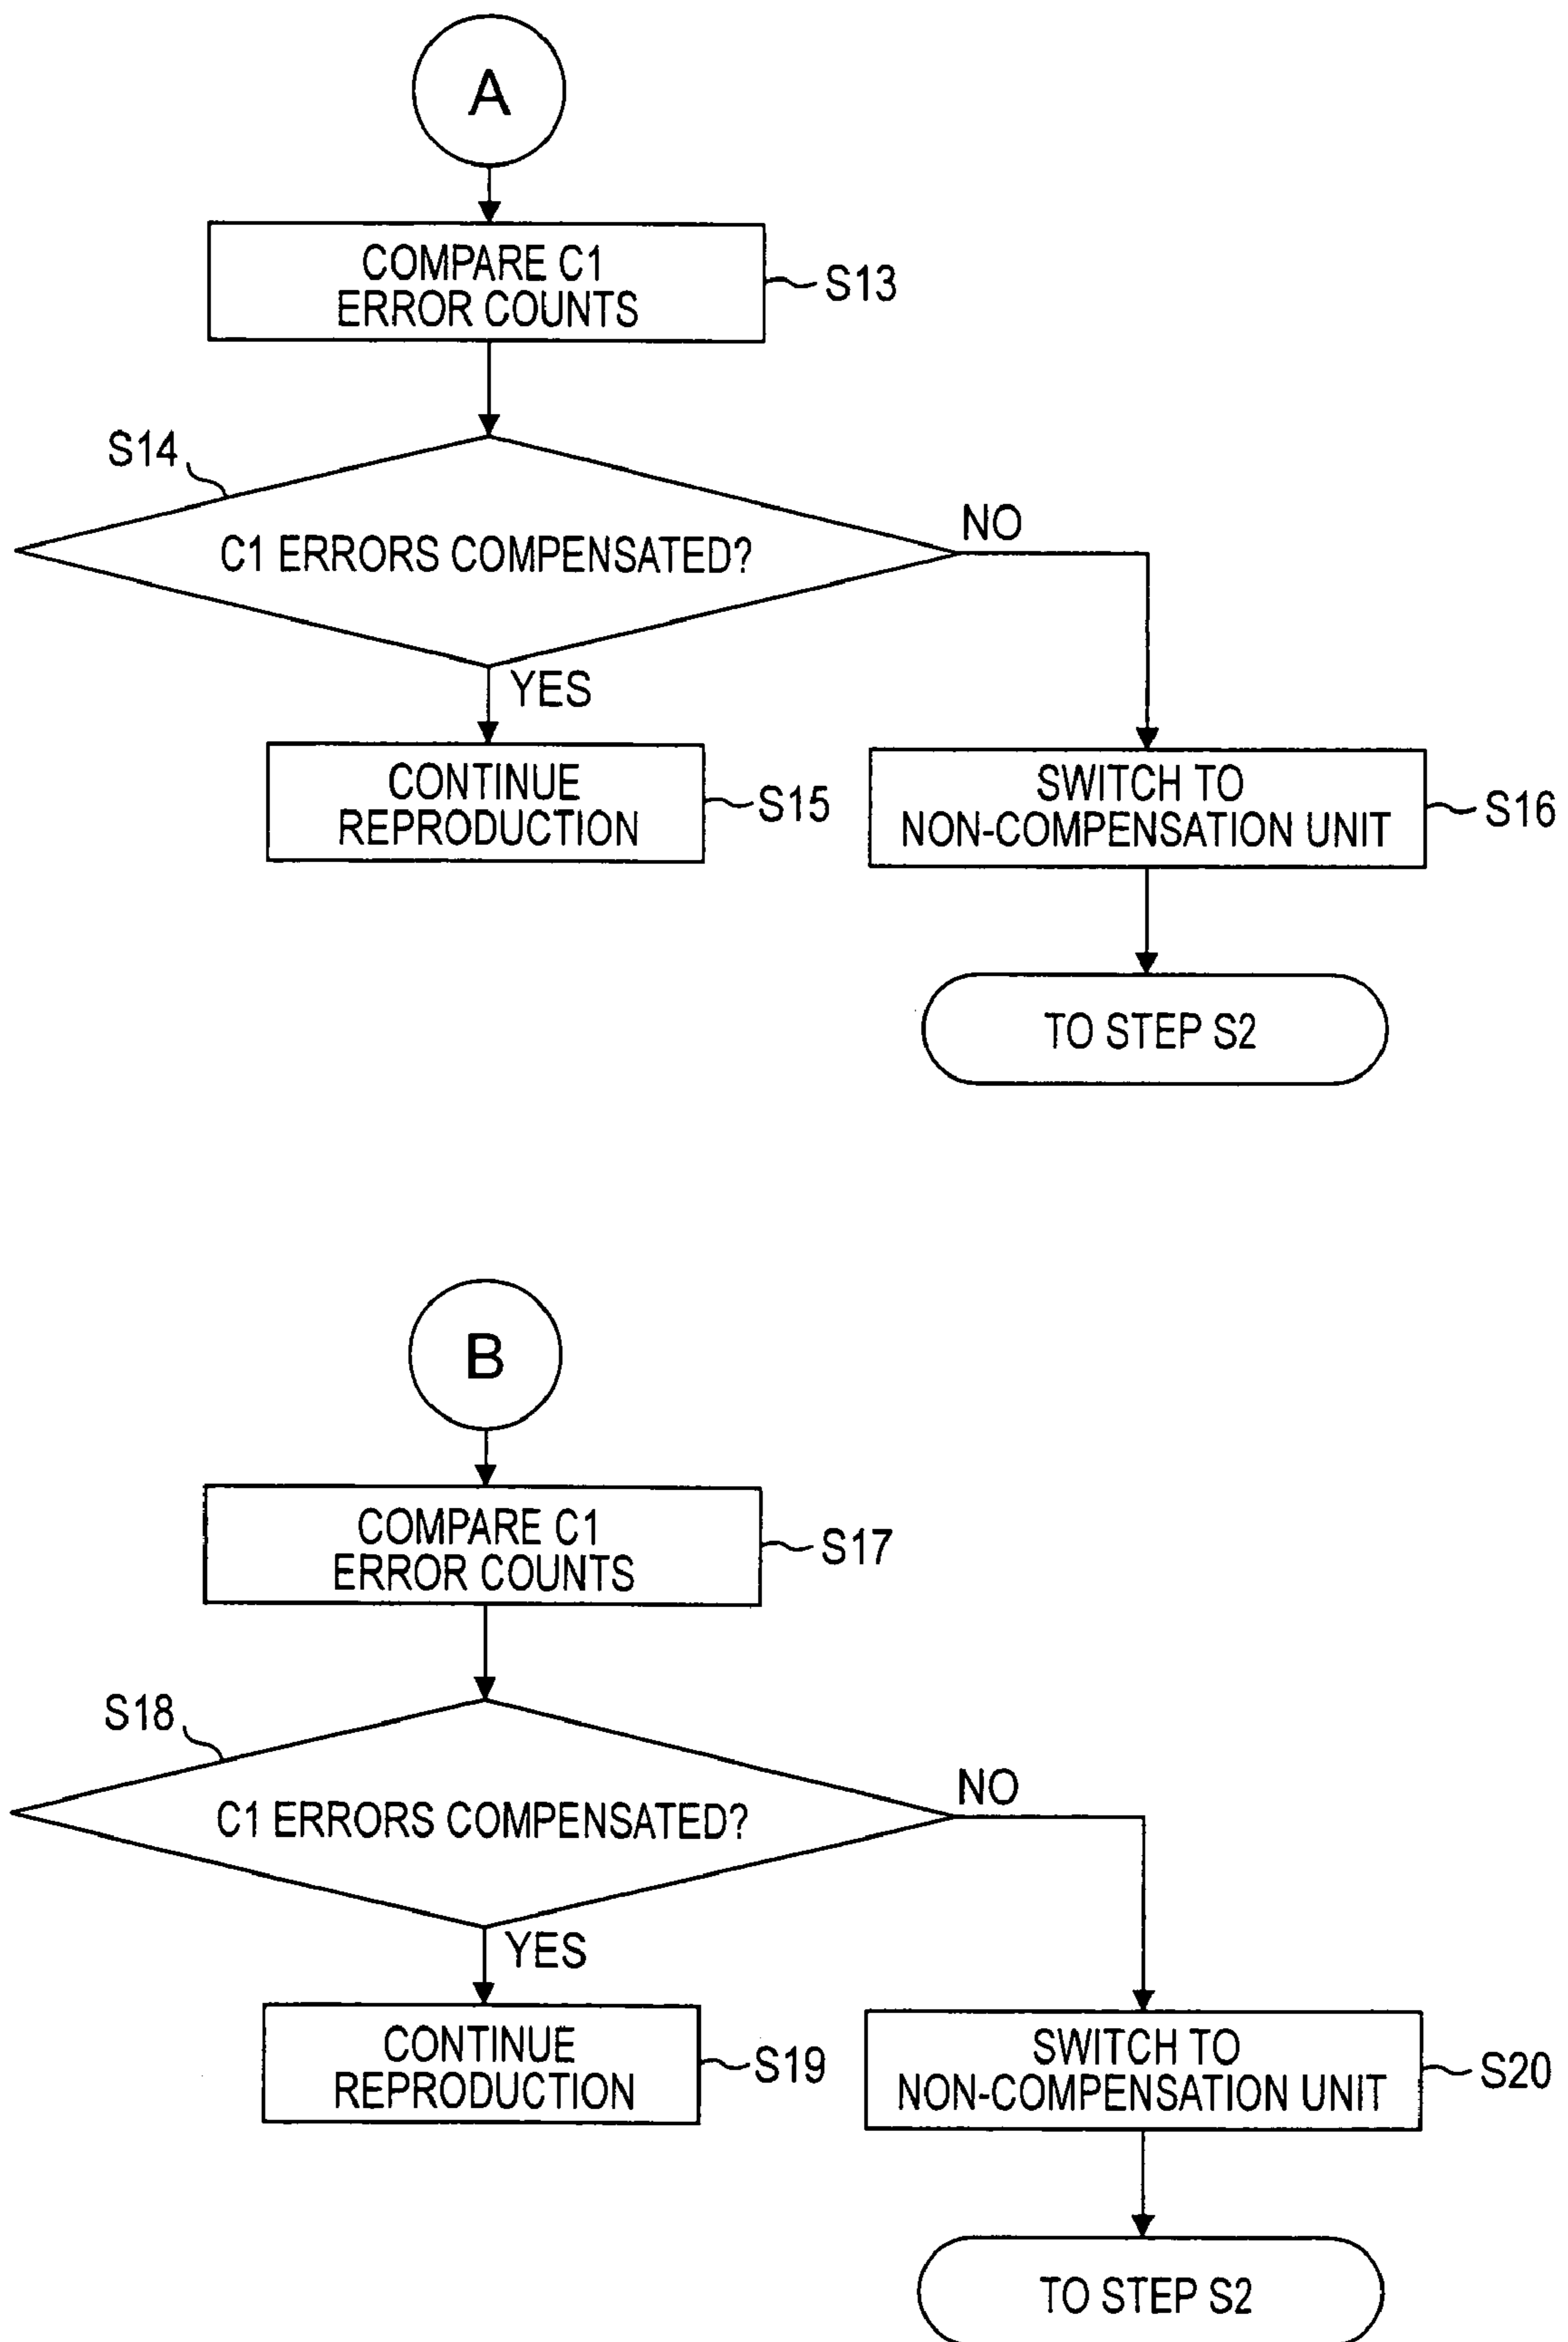 A
COMPARE C1
ERROR COUNTS
S13
S14
C1 ERRORS COMPENSATED?
NO
YES
CONTINUE
REPRODUCTION
S15
SWITCH TO
NON-COMPENSATION UNIT
S16
TO STEP S2
B
COMPARE C1
ERROR COUNTS
S17
S18
C1 ERRORS COMPENSATED?
NO
YES
CONTINUE
REPRODUCTION
S19
SWITCH TO
NON-COMPENSATION UNIT
S20
TO STEP S2